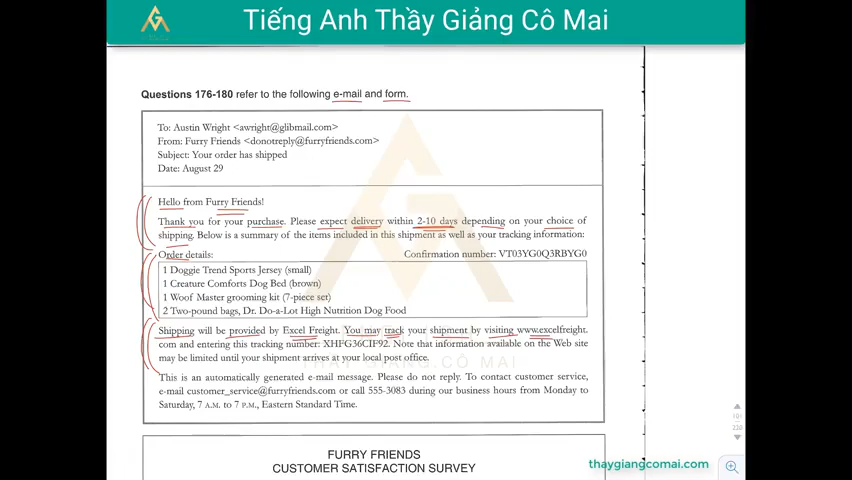 Tiếng Anh Thầy Giảng Cô Mai
Questions 176-180 refer to the following e-mail and form.
To: Austin Wright <awright@glibmail.com>
From: Furry Friends <donotreply@furryfriends.com>
Subject: Your order has shipped
Date: August 29
Hello from Furry Friends!
Thank you for your purchase. Please expect delivery within 2-10 days depending on your choice of
shipping. Below is a summary of the items included in this shipment as well as your tracking information:
Order details: Confirmation number: VT03YG0Q3RBYG0
1 Doggie Trend Sports Jersey (small)
1 Creature Comforts Dog Bed (brown)
1 Woof Master grooming kit (7-piece set)
2 Two-pound bags, Dr. Do-a-Lot High Nutrition Dog Food
Shipping will be provided by Excel Freight. You may track your shipment by visiting www.excelfreight.
com and entering this tracking number: XHFG36CIF92. Note that information available on the Web site
may be limited until your shipment arrives at your local post office.
THẦY GIẢNG.CÔ MAI
This is an automatically generated e-mail message. Please do not reply. To contact customer service,
e-mail customer_service@furryfriends.com or call 555-3083 during our business hours from Monday to
Saturday, 7 A.M. to 7 P.M., Eastern Standard Time.
FURRY FRIENDS
CUSTOMER SATISFACTION SURVEY
thaygiangcomai.com